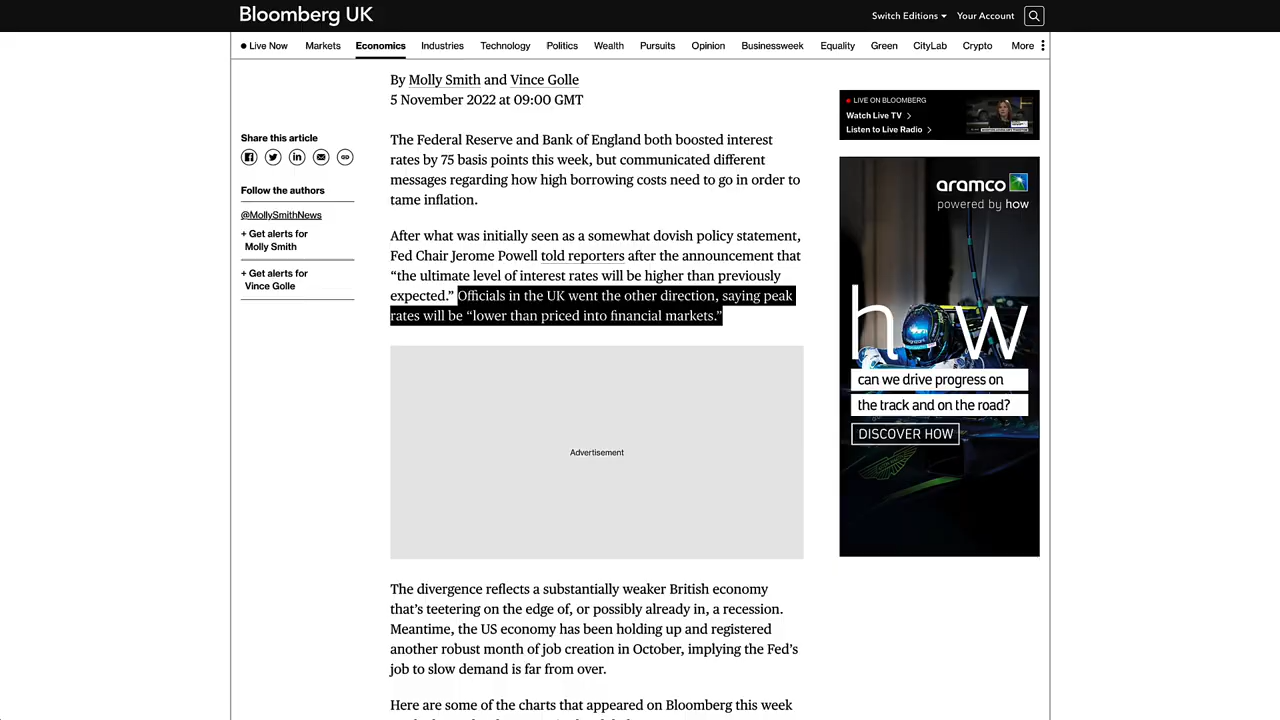 Bloomberg UK
Switch Editions
Your Account
Live Now
Markets
Economics
Industries
Technology
Politics
Wealth
Pursuits
Opinion
Businessweek
Equality
Green
CityLab
Crypto
More
By Molly Smith and Vince Golle
5 November 2022 at 09:00 GMT
Share this article
Follow the authors
@MollySmithNews
+ Get alerts for
Molly Smith
+ Get alerts for
Vince Golle
The Federal Reserve and Bank of England both boosted interest
rates by 75 basis points this week, but communicated different
messages regarding how high borrowing costs need to go in order to
tame inflation.
After what was initially seen as a somewhat dovish policy statement,
Fed Chair Jerome Powell told reporters after the announcement that
“the ultimate level of interest rates will be higher than previously
expected.” Officials in the UK went the other direction, saying peak
rates will be “lower than priced into financial markets.”
Advertisement
The divergence reflects a substantially weaker British economy
that’s teetering on the edge of, or possibly already in, a recession.
Meantime, the US economy has been holding up and registered
another robust month of job creation in October, implying the Fed’s
job to slow demand is far from over.
Here are some of the charts that appeared on Bloomberg this week
LIVE ON BLOOMBERG
Watch Live TV
Listen to Live Radio
aramco
powered by how
how
can we drive progress on
the track and on the road?
DISCOVER HOW